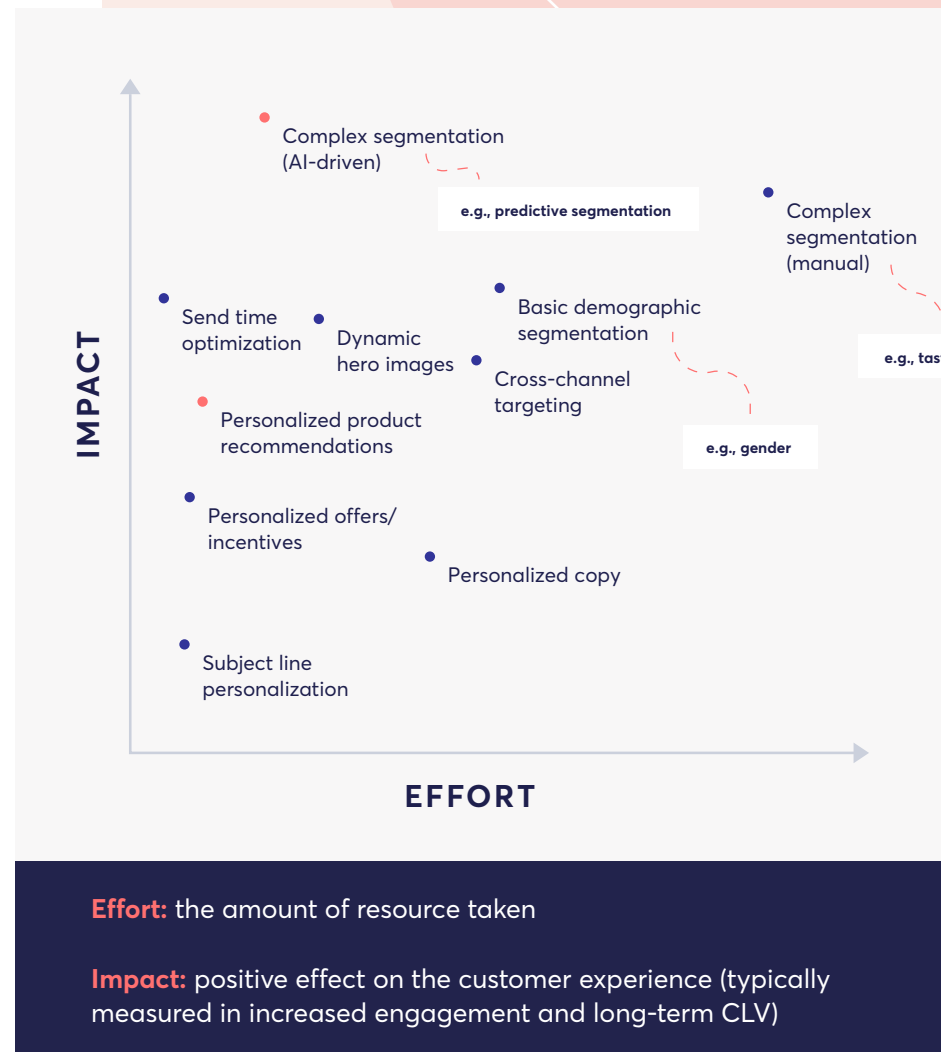 Complex segmentation
(AI-driven)
e.g., predictive segmentation
Complex
segmentation
(manual)
Send time
optimization
Dynamic
hero images
Basic demographic
segmentation
Cross-channel
targeting
e.g.,
Personalized product
recommendations
e.g., gender
Personalized offers/
incentives
Personalized copy
Subject line
personalization
IMPACT
EFFORT
Effort: the amount of resource taken
Impact: positive effect on the customer experience (typically
measured in increased engagement and long-term CLV)